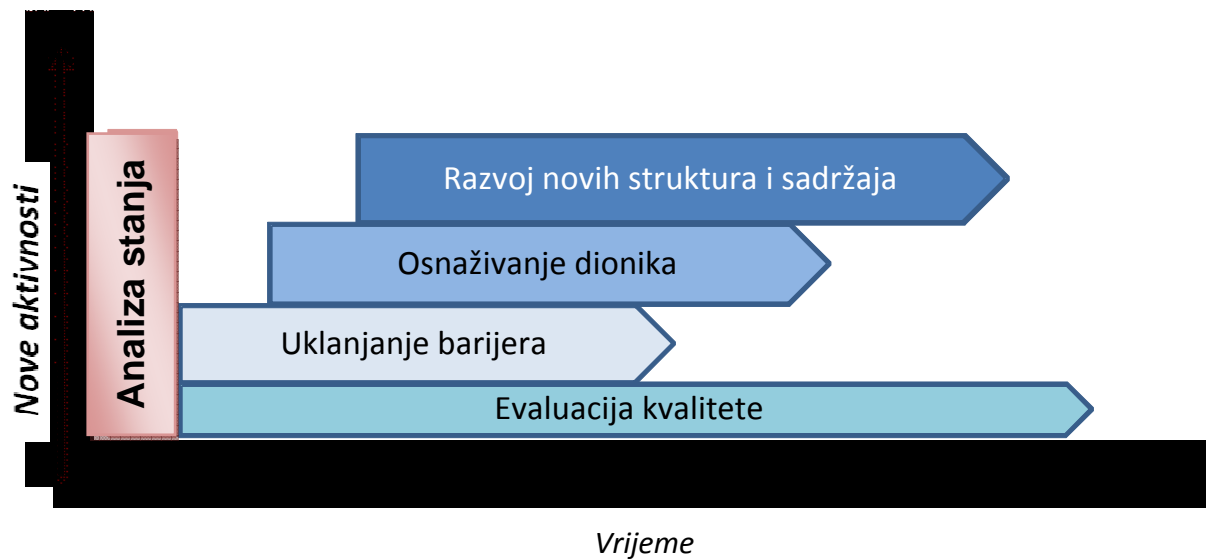 Nove aktivnosti
Analiza stanja
Razvoj novih struktura i sadržaja
Osnaživanje dionika
Uklanjanje barijera
Evaluacija kvalitete
Vrijeme